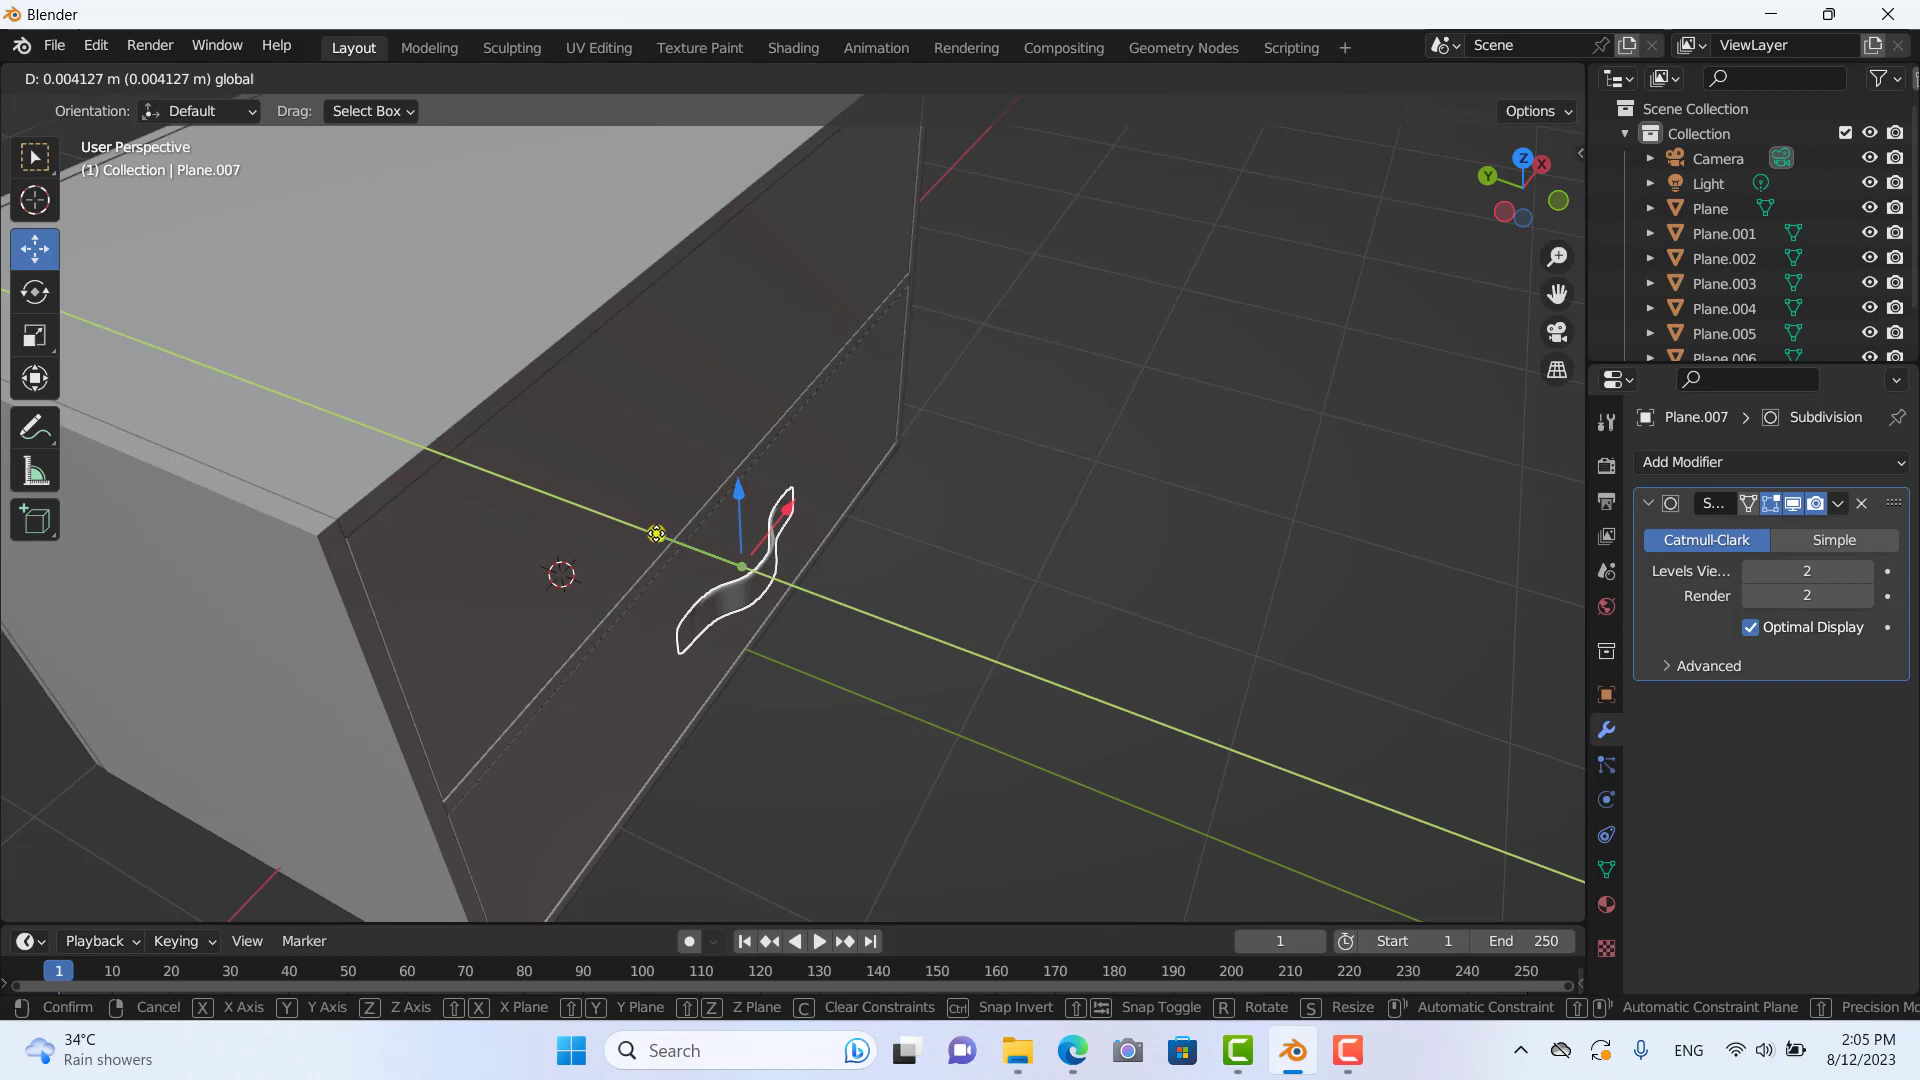 Blender
File Edit Render Window Help
Layout Modeling Sculpting UV Editing Texture Paint Shading Animation Rendering Compositing Geometry Nodes Scripting +
Scene
ViewLayer
D: 0.004127 m (0.004127 m) global
Orientation: Default Drag: Select Box
Options
User Perspective
(1) Collection | Plane.007
Z
X
Y
Scene Collection
Collection
Camera
Light
Plane
Plane.001
Plane.002
Plane.003
Plane.004
Plane.005
Plane.006
Plane.007 > Subdivision
Add Modifier
S...
Catmull-Clark Simple
Levels Vie... 2
Render 2
Optimal Display
Advanced
Playback Keying View Marker
1 Start 1 End 250
1 10 20 30 40 50 60 70 80 90 100 110 120 130 140 150 160 170 180 190 200 210 220 230 240 250
Confirm Cancel X X Axis Y Y Axis Z Z Axis X X Plane Y Y Plane Z Z Plane C Clear Constraints Ctrl Snap Invert Snap Toggle R Rotate S Resize Automatic Constraint Automatic Constraint Plane Precision Mo
34°C
Rain showers
Search
ENG
2:05 PM
8/12/2023